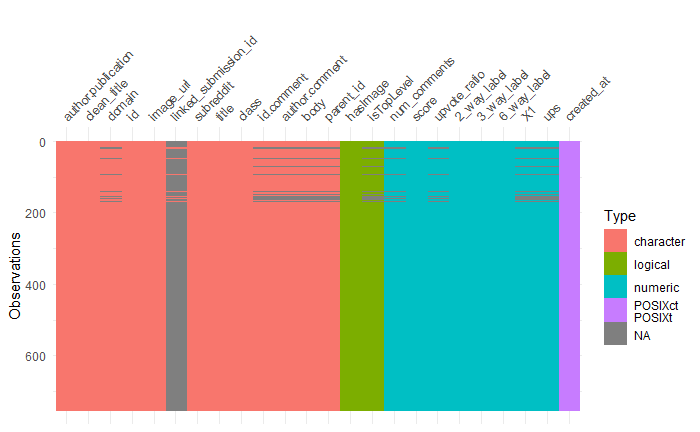 author.publication
clean_title
domain
id
image_url
linked_submission_id
subreddit
title
class
id.comment
author.comment
body
parent_id
hasImage
isTopLevel
num_comments
score
upvote_ratio
2_way_label
3_way_label
6_way_label
X1
ups
created_at
0
200
400
600
Observations
Type
character
logical
numeric
POSIXct
POSIXt
NA